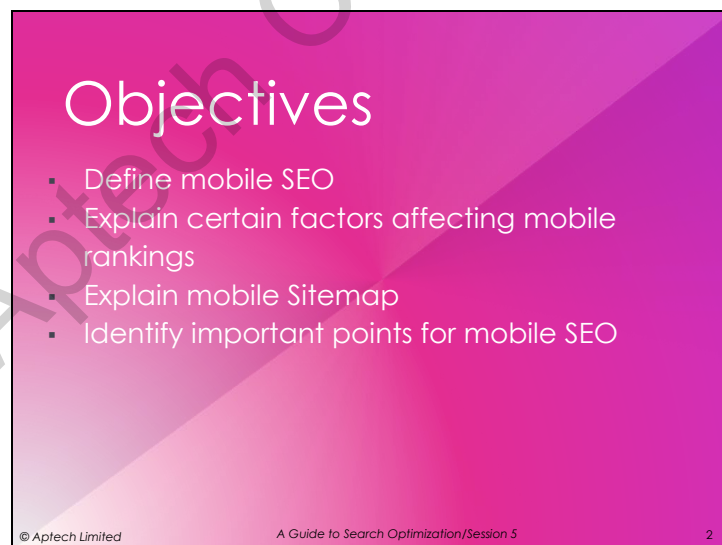 Objectives
▪ Define mobile SEO
▪ Explain certain factors affecting mobile
rankings
▪ Explain mobile Sitemap
▪ Identify important points for mobile SEO
© Aptech Limited
A Guide to Search Optimization/Session 5
2
Aptech